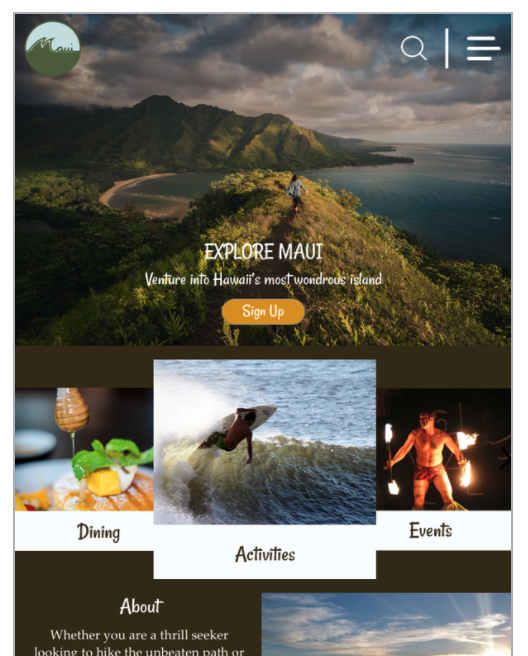 Maui
EXPLORE MAUI
Venture into Hawaii's most wondrous island
Sign Up
Dining
Activities
Events
About
Whether you are a thrill seeker
looking to hike the unbeaten path or